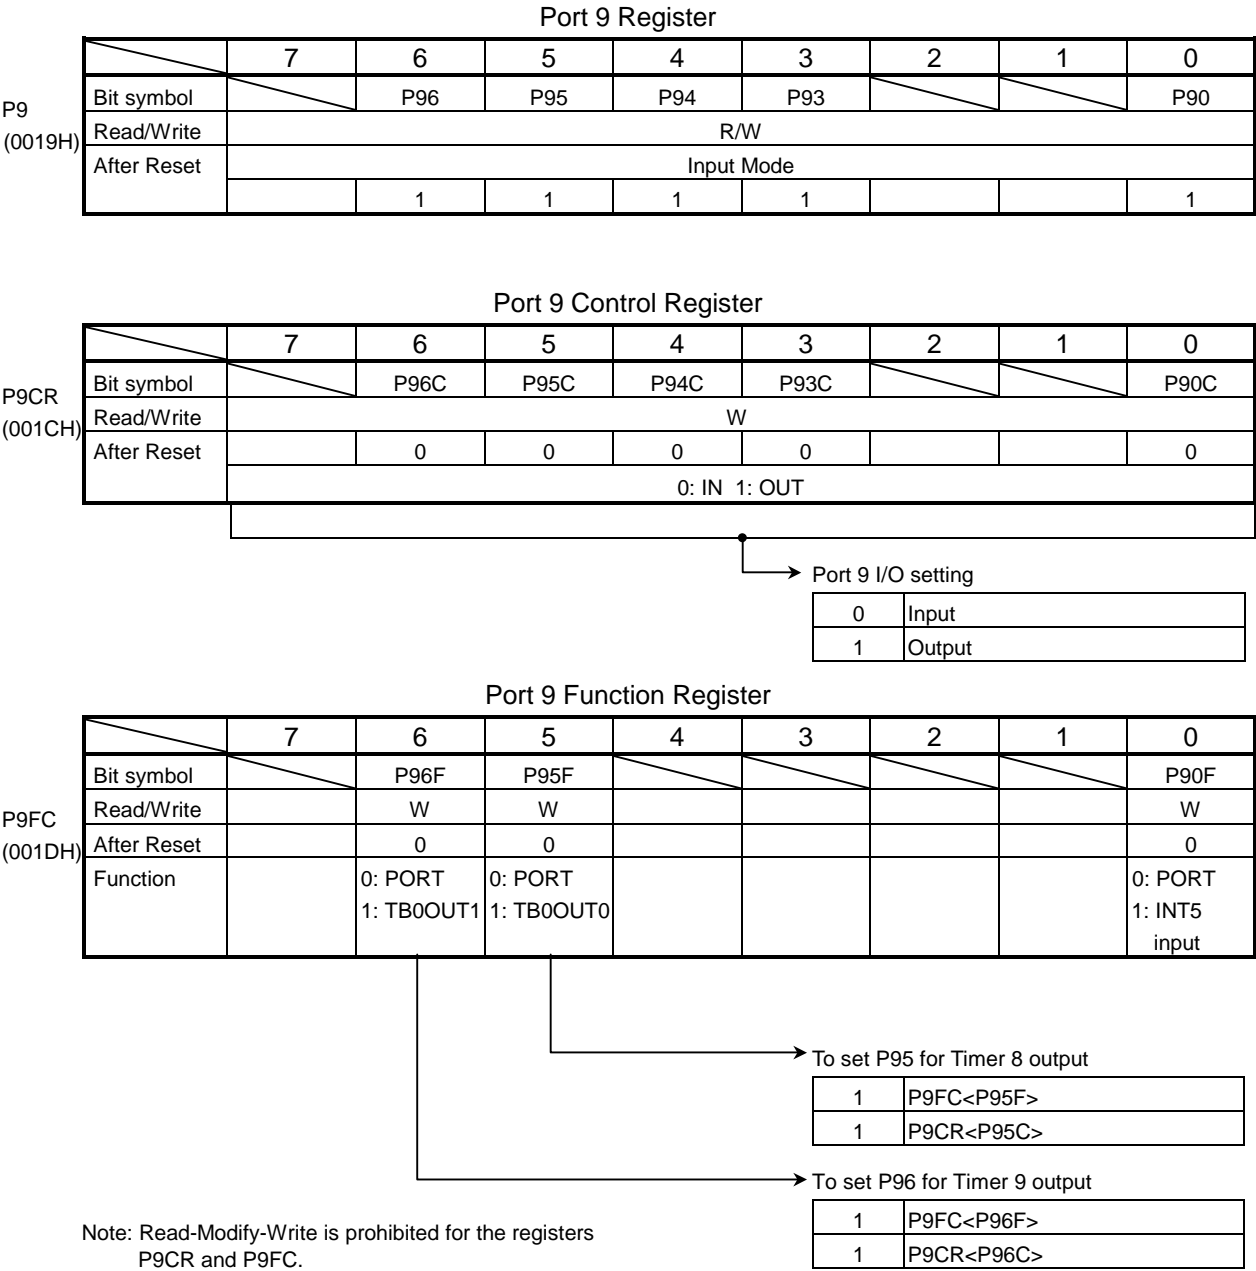 Port 9 Register
7 6 5 4 3 2 1 0
P9
(0019H)
Bit symbol P96 P95 P94 P93 P90
Read/Write R/W
After Reset Input Mode
1 1 1 1 1
Port 9 Control Register
7 6 5 4 3 2 1 0
P9CR
(001CH)
Bit symbol P96C P95C P94C P93C P90C
Read/Write W
After Reset 0 0 0 0 0
0: IN 1: OUT
Port 9 I/O setting
0 Input
1 Output
Port 9 Function Register
7 6 5 4 3 2 1 0
P9FC
(001DH)
Bit symbol P96F P95F P90F
Read/Write W W W
After Reset 0 0 0
Function 0: PORT 0: PORT 0: PORT
1: TB0OUT1 1: TB0OUT0 1: INT5
input
To set P95 for Timer 8 output
1 P9FC<P95F>
1 P9CR<P95C>
To set P96 for Timer 9 output
1 P9FC<P96F>
1 P9CR<P96C>
Note: Read-Modify-Write is prohibited for the registers
P9CR and P9FC.